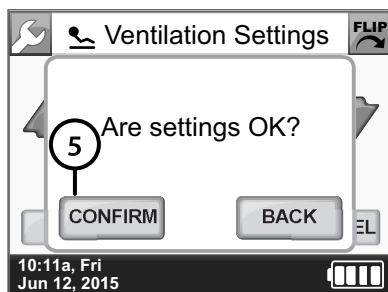 Ventilation Settings
FLIP
Are settings OK?
5
CONFIRM
BACK
EL
10:11a, Fri
Jun 12, 2015